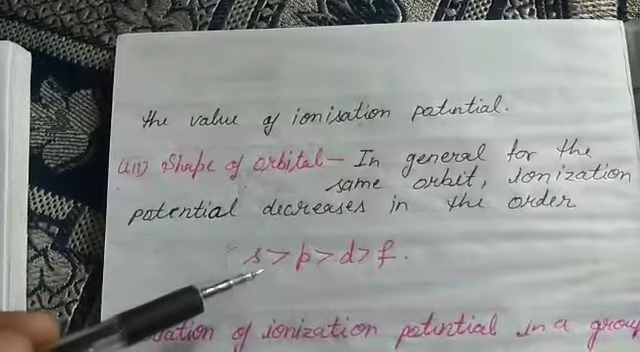 the value of ionisation potential.
(iii) Shape of orbital - In general for the
same orbit, ionization
potential decreases in the order
s > p > d > f.
of ionization potential in a group